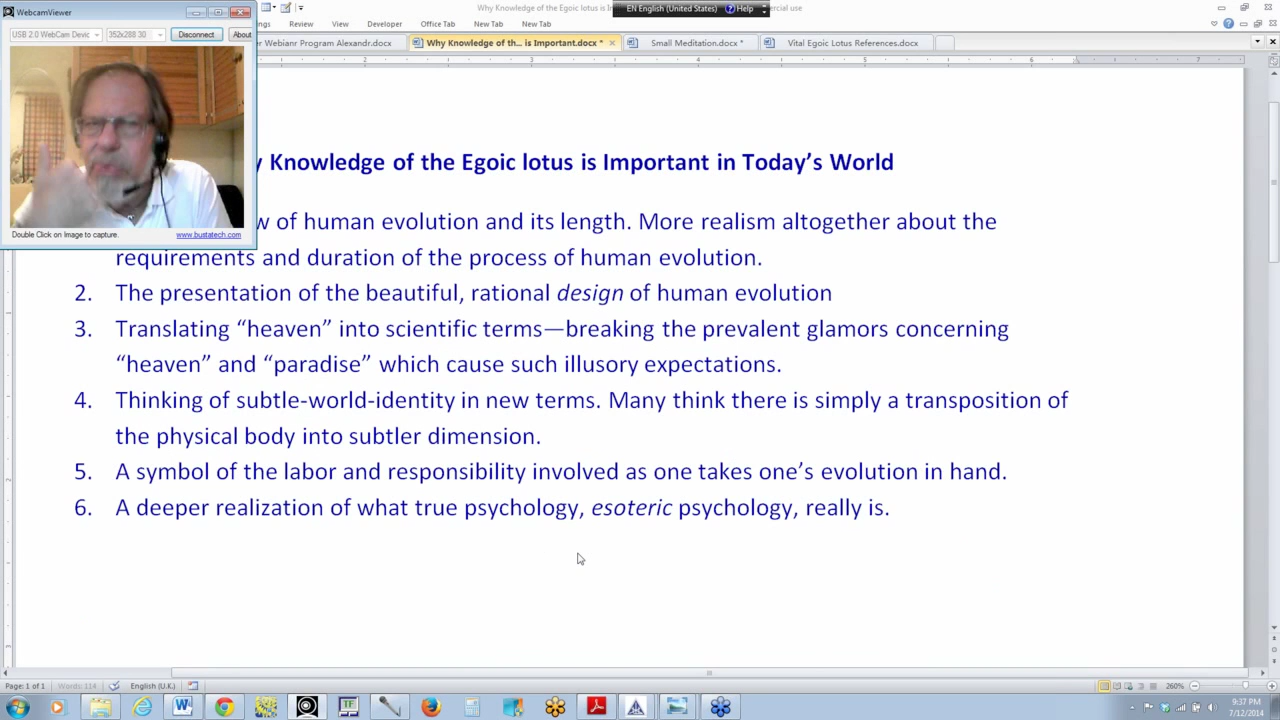 WebcamViewer
USB 2.0 WebCam Devic
352x288 30
Disconnect
About
Double Click on Image to capture.
www.bustatech.com
Why Knowledge of the Egoic lotus is
EN English (United States)
Help
Review
View
Developer
Office Tab
New Tab
New Tab
Program Alexandr.docx
Why Knowledge of th... is Important.docx *
Small Meditation.docx *
Vital Egoic Lotus References.docx
2
3
5
6
7
Knowledge of the Egoic lotus is Important in Today’s World
of human evolution and its length. More realism altogether about the
requirements and duration of the process of human evolution.
2. The presentation of the beautiful, rational design of human evolution
3. Translating “heaven” into scientific terms—breaking the prevalent glamors concerning
“heaven” and “paradise” which cause such illusory expectations.
4. Thinking of subtle-world-identity in new terms. Many think there is simply a transposition of
the physical body into subtler dimension.
5. A symbol of the labor and responsibility involved as one takes one’s evolution in hand.
6. A deeper realization of what true psychology, esoteric psychology, really is.
Page: 1 of 1
Words: 114
English (U.K.)
260%
9:37 PM
7/12/2014